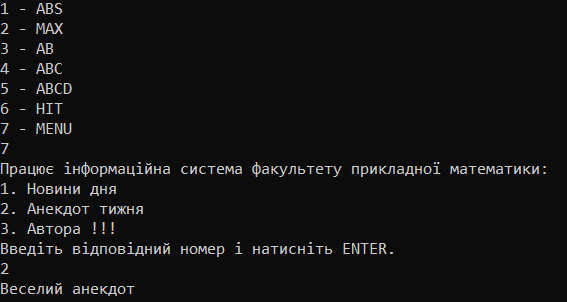 1 - ABS
2 - MAX
3 - AB
4 - ABC
5 - ABCD
6 - HIT
7 - MENU
7
Працює інформаційна система факультету прикладної математики:
1. Новини дня
2. Анекдот тижня
3. Автора !!!
Введіть відповідний номер і натисніть ENTER.
2
Веселий анекдот